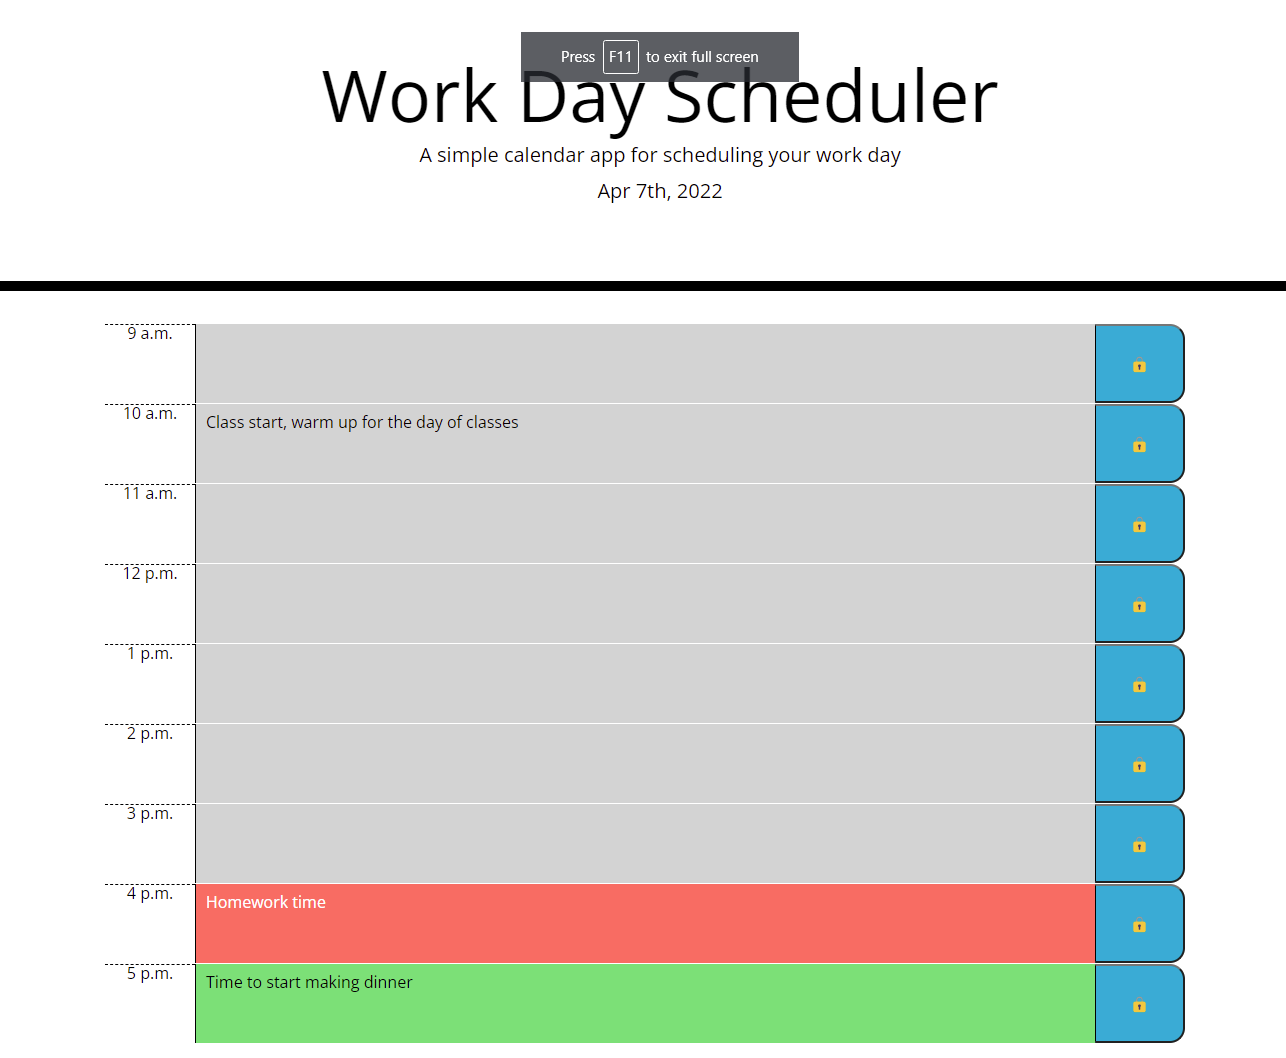 Press F11 to exit full screen
Work Day Scheduler
A simple calendar app for scheduling your work day
Apr 7th, 2022
9 a.m.
10 a.m. Class start, warm up for the day of classes
11 a.m.
12 p.m.
1 p.m.
2 p.m.
3 p.m.
4 p.m. Homework time
5 p.m. Time to start making dinner